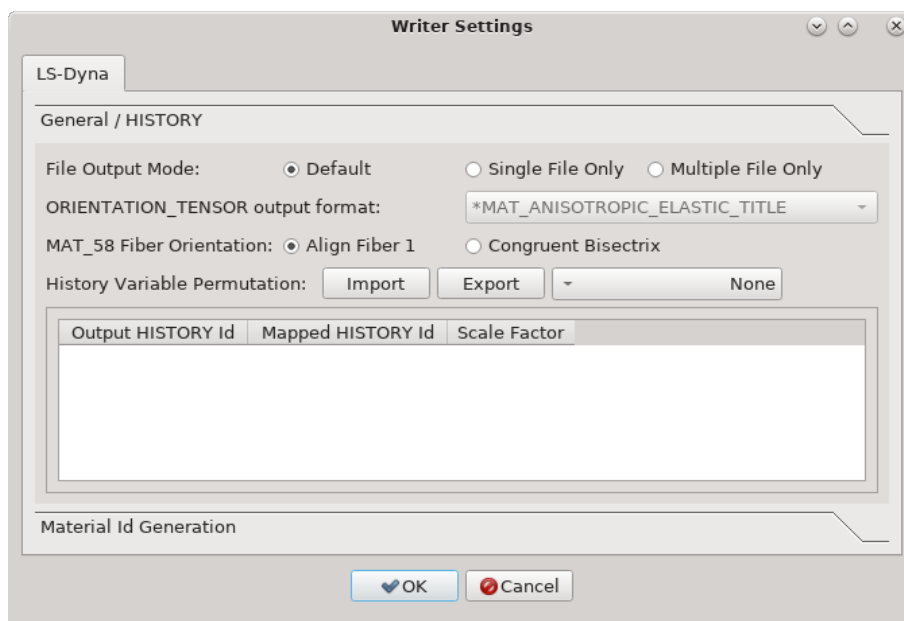 Writer Settings
LS-Dyna
General / HISTORY
File Output Mode: Default Single File Only Multiple File Only
ORIENTATION_TENSOR output format: *MAT_ANISOTROPIC_ELASTIC_TITLE
MAT_58 Fiber Orientation: Align Fiber 1 Congruent Bisectrix
History Variable Permutation: Import Export None
Output HISTORY Id Mapped HISTORY Id Scale Factor
Material Id Generation
OK Cancel